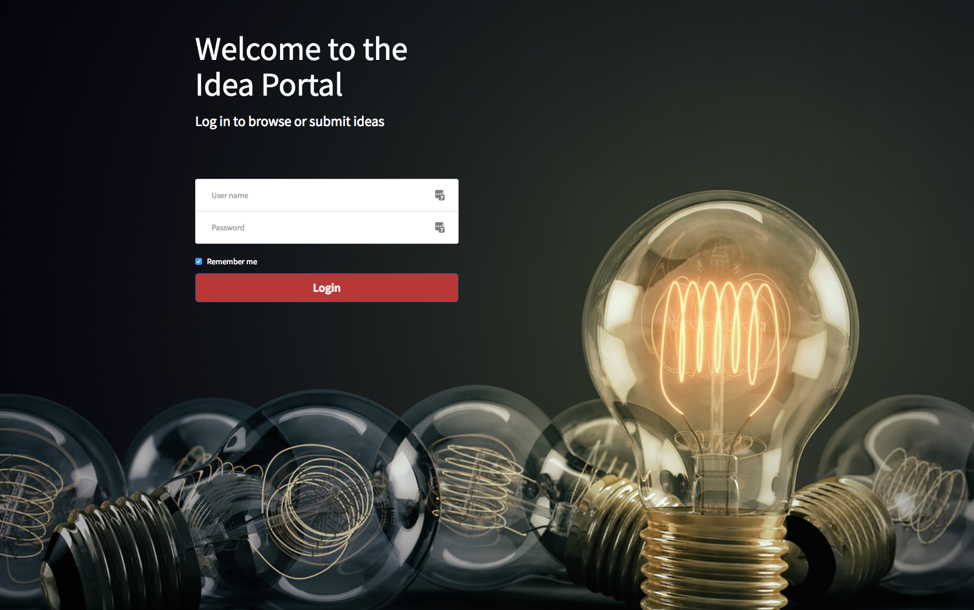 Welcome to the
Idea Portal
Log in to browse or submit ideas
User name
Password
Remember me
Login